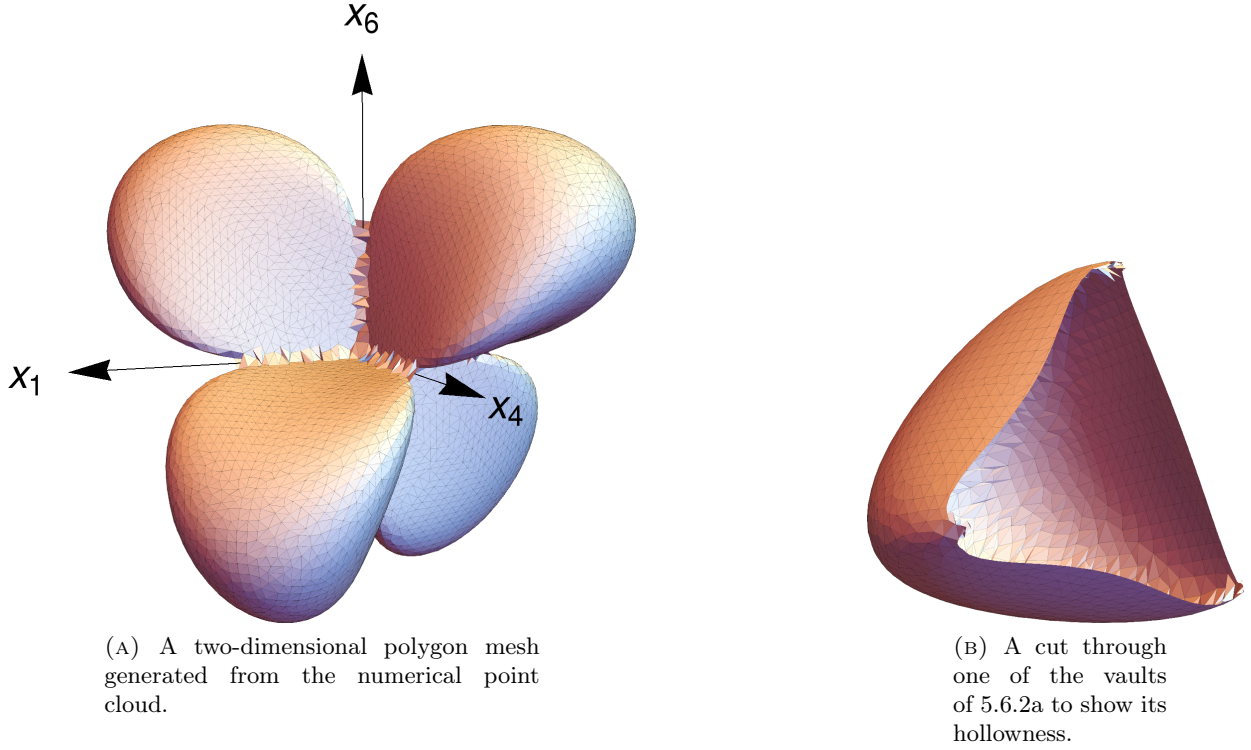 x₆
x₁
x₄
(A) A two-dimensional polygon mesh
generated from the numerical point
cloud.
(B) A cut through
one of the vaults
of 5.6.2a to show its
hollowness.